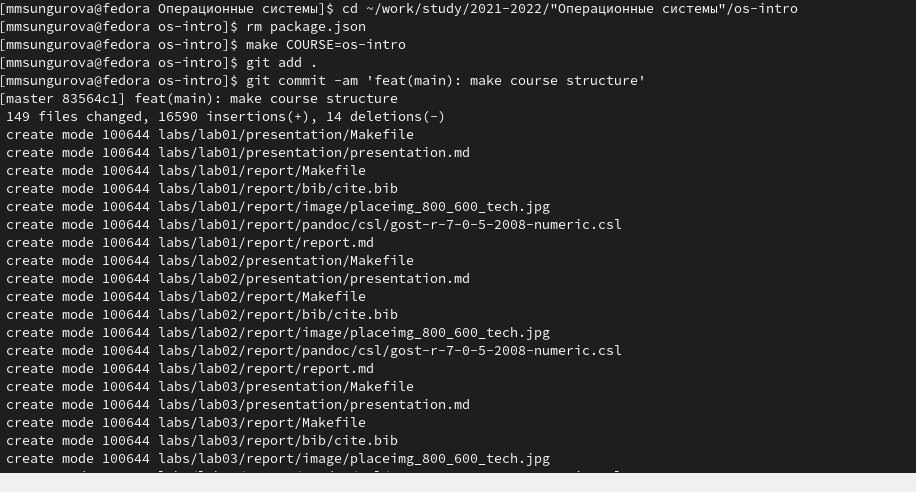 [mmsungurova@fedora Операционные системы]$ cd ~/work/study/2021-2022/"Операционные системы"/os-intro
[mmsungurova@fedora os-intro]$ rm package.json
[mmsungurova@fedora os-intro]$ make COURSE=os-intro
[mmsungurova@fedora os-intro]$ git add .
[mmsungurova@fedora os-intro]$ git commit -am 'feat(main): make course structure'
[master 83564c1] feat(main): make course structure
 149 files changed, 16590 insertions(+), 14 deletions(-)
 create mode 100644 labs/lab01/presentation/Makefile
 create mode 100644 labs/lab01/presentation/presentation.md
 create mode 100644 labs/lab01/report/Makefile
 create mode 100644 labs/lab01/report/bib/cite.bib
 create mode 100644 labs/lab01/report/image/placeimg_800_600_tech.jpg
 create mode 100644 labs/lab01/report/pandoc/csl/gost-r-7-0-5-2008-numeric.csl
 create mode 100644 labs/lab01/report/report.md
 create mode 100644 labs/lab02/presentation/Makefile
 create mode 100644 labs/lab02/presentation/presentation.md
 create mode 100644 labs/lab02/report/Makefile
 create mode 100644 labs/lab02/report/bib/cite.bib
 create mode 100644 labs/lab02/report/image/placeimg_800_600_tech.jpg
 create mode 100644 labs/lab02/report/pandoc/csl/gost-r-7-0-5-2008-numeric.csl
 create mode 100644 labs/lab02/report/report.md
 create mode 100644 labs/lab03/presentation/Makefile
 create mode 100644 labs/lab03/presentation/presentation.md
 create mode 100644 labs/lab03/report/Makefile
 create mode 100644 labs/lab03/report/bib/cite.bib
 create mode 100644 labs/lab03/report/image/placeimg_800_600_tech.jpg